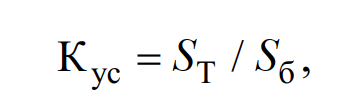 Кус = SТ / Sб,